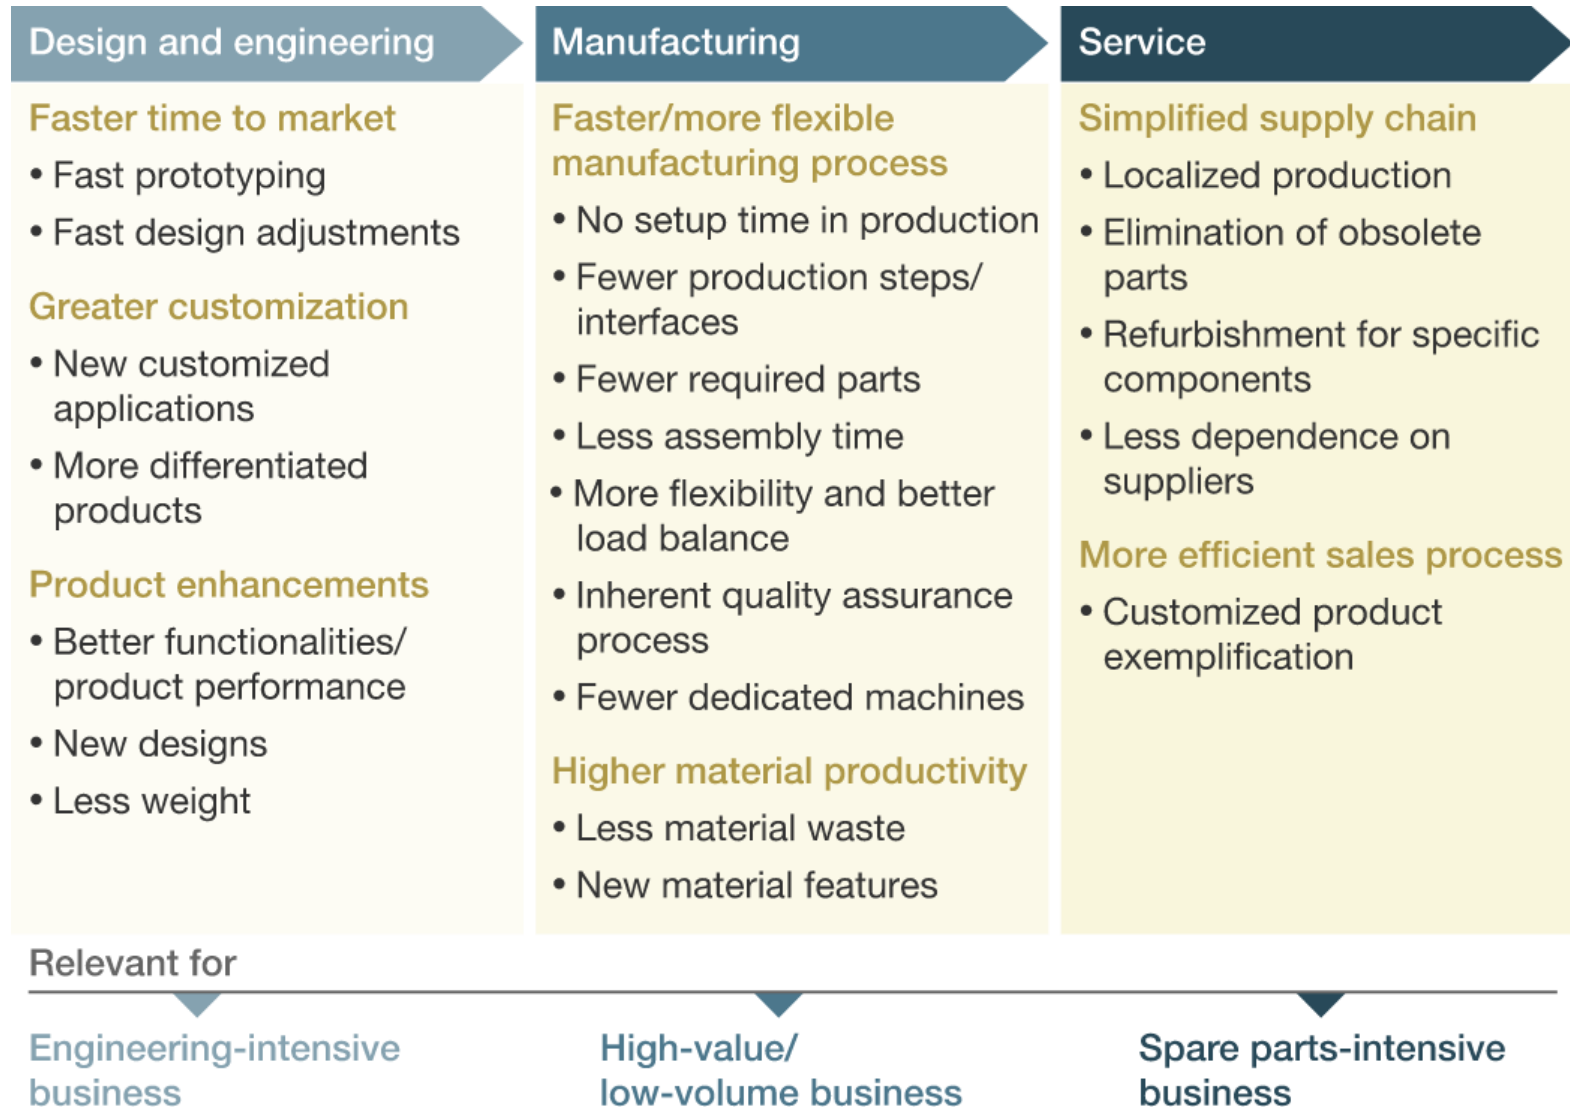 Design and engineering
Faster time to market
• Fast prototyping
• Fast design adjustments
Greater customization
• New customized
applications
• More differentiated
products
Product enhancements
• Better functionalities/
product performance
• New designs
• Less weight
Manufacturing
Faster/more flexible
manufacturing process
• No setup time in production
• Fewer production steps/
interfaces
• Fewer required parts
• Less assembly time
• More flexibility and better
load balance
• Inherent quality assurance
process
• Fewer dedicated machines
Higher material productivity
• Less material waste
• New material features
Service
Simplified supply chain
• Localized production
• Elimination of obsolete
parts
• Refurbishment for specific
components
• Less dependence on
suppliers
More efficient sales process
• Customized product
exemplification
Relevant for
Engineering-intensive
business
High-value/
low-volume business
Spare parts-intensive
business